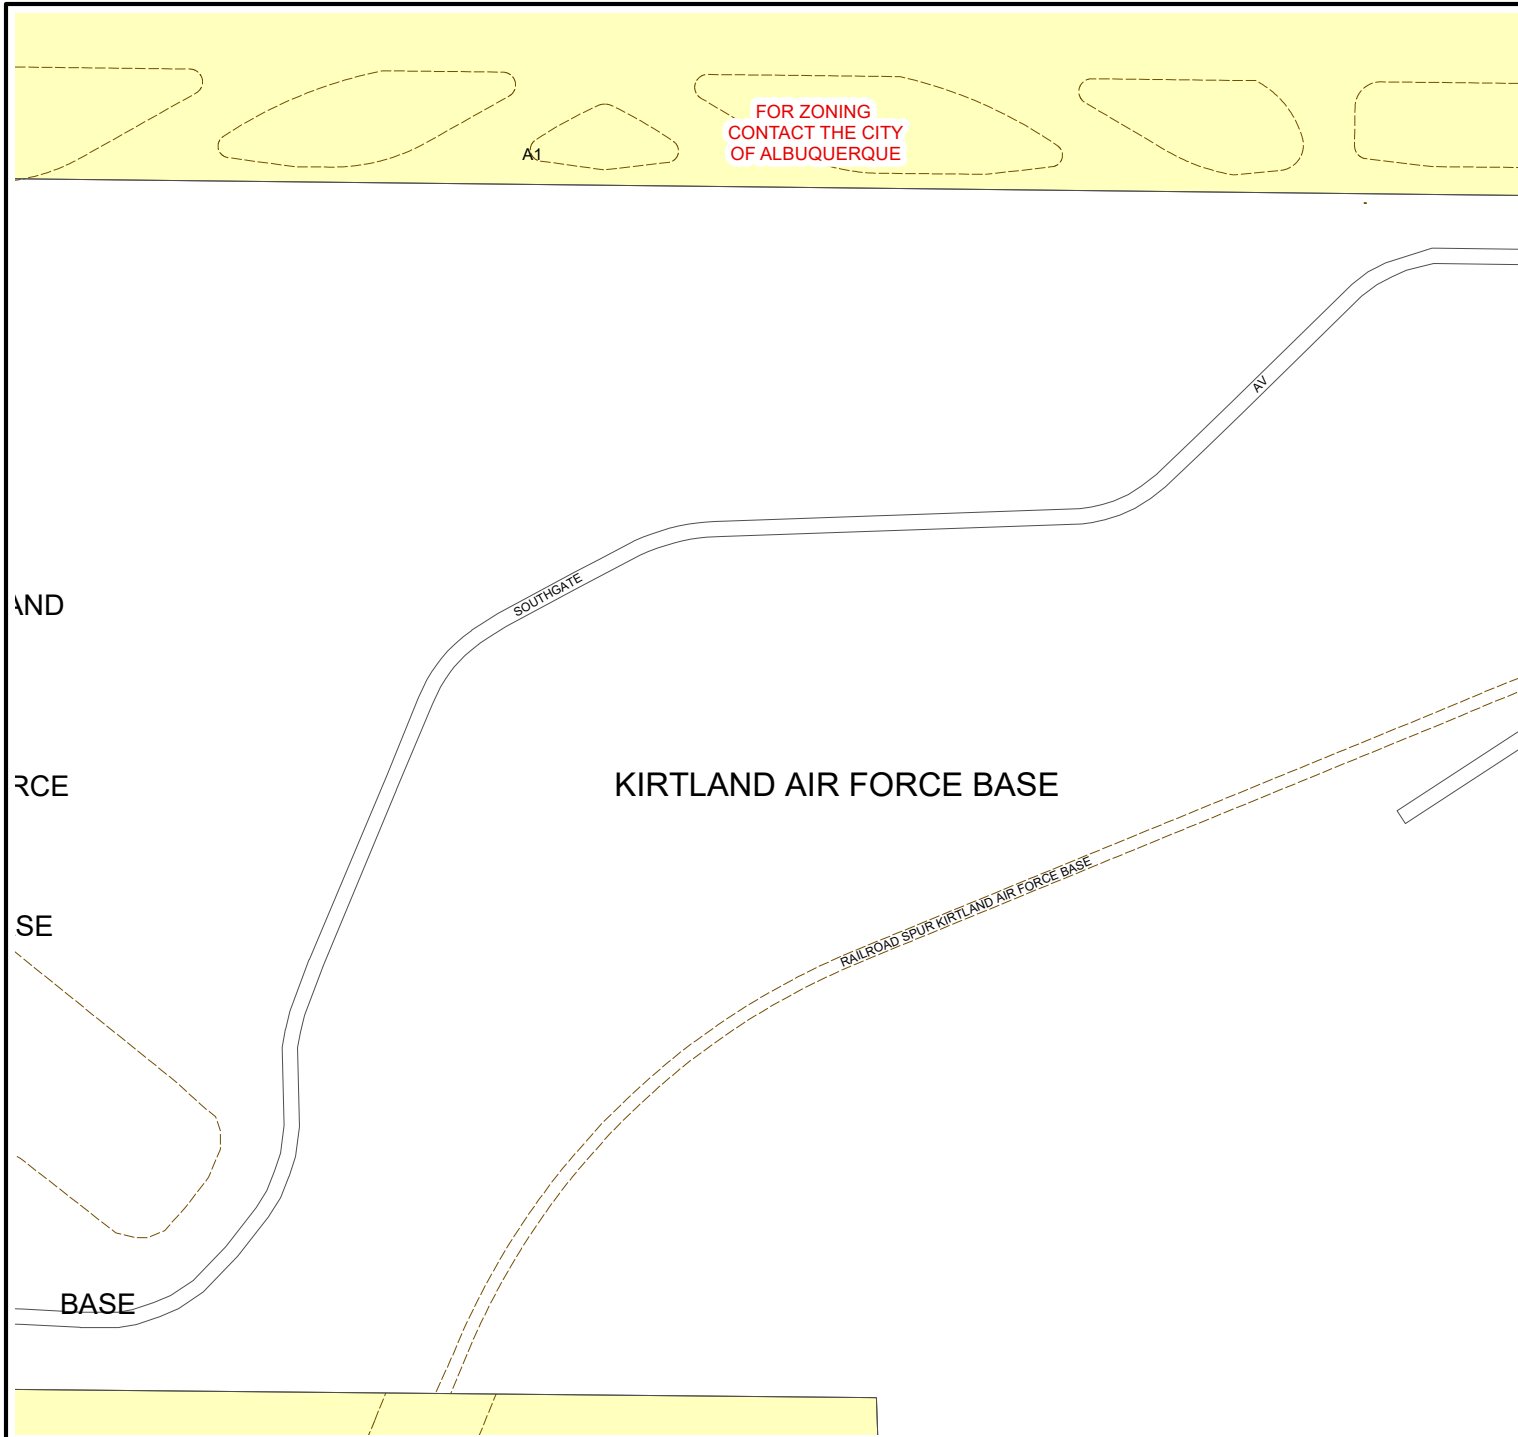 FOR ZONING
CONTACT THE CITY
OF ALBUQUERQUE
A1
AV
SOUTHGATE
AND
KIRTLAND AIR FORCE BASE
RCE
RAILROAD SPUR KIRTLAND AIR FORCE BASE
SE
BASE